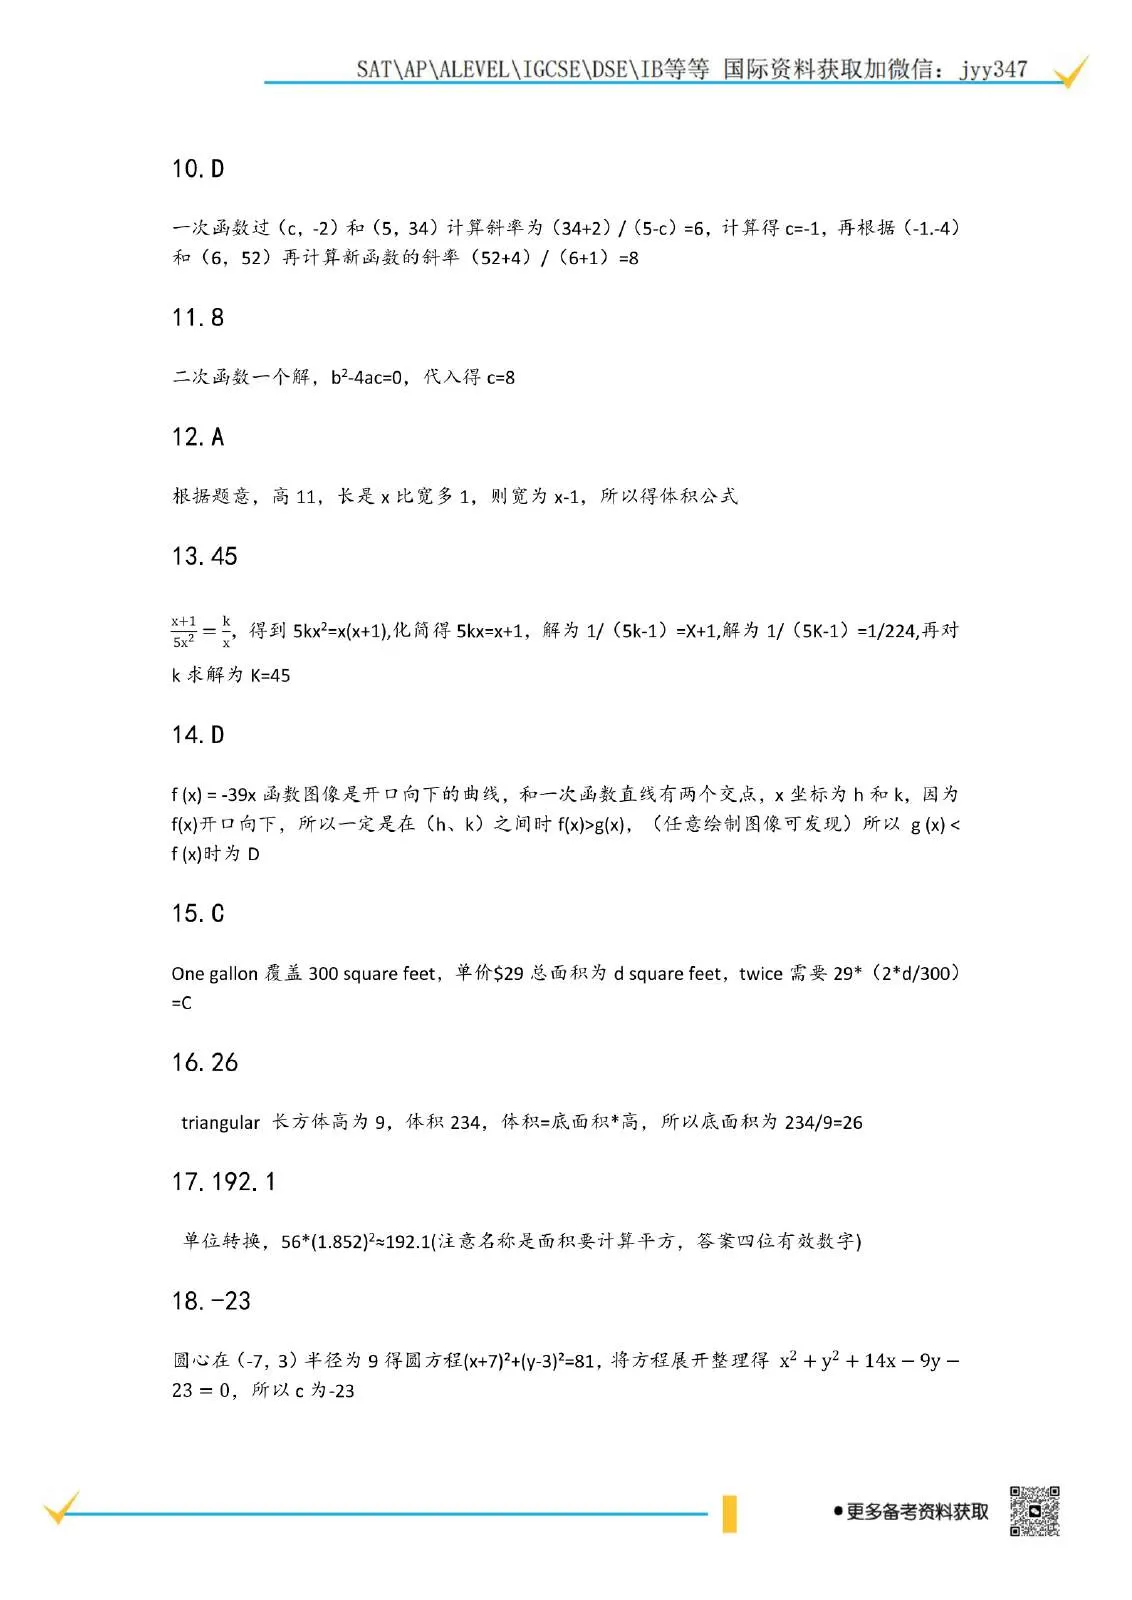 SAT\AP\ALEVEL\IGCSE\DSE\IB等等 国际资料获取加微信：jyy347
10. D
一次函数过（c，-2）和（5，34）计算斜率为（34+2）/（5-c）=6，计算得 c=-1，再根据（-1.-4）
和（6，52）再计算新函数的斜率（52+4）/（6+1）=8
11. 8
二次函数一个解，b²-4ac=0，代入得 c=8
12. A
根据题意，高 11，长是 x 比宽多 1，则宽为 x-1，所以得体积公式
13. 45
(x+1)/(5x²) = k/x，得到 5kx²=x(x+1),化简得 5kx=x+1，解为 1/（5k-1）=X+1,解为 1/（5K-1）=1/224,再对
k 求解为 K=45
14. D
f (x) = -39x 函数图像是开口向下的曲线，和一次函数直线有两个交点，x 坐标为 h 和 k，因为
f(x)开口向下，所以一定是在（h、k）之间时 f(x)>g(x)，（任意绘制图像可发现）所以 g (x) <
f (x)时为 D
15. C
One gallon 覆盖 300 square feet，单价$29 总面积为 d square feet，twice 需要 29*（2*d/300）
=C
16. 26
triangular 长方体高为 9，体积 234，体积=底面积*高，所以底面积为 234/9=26
17. 192. 1
单位转换，56*(1.852)²≈192.1(注意名称是面积要计算平方，答案四位有效数字)
18. -23
圆心在（-7，3）半径为 9 得圆方程(x+7)²+(y-3)²=81，将方程展开整理得 x² + y² + 14x − 9y −
23 = 0，所以 c 为-23
•更多备考资料获取